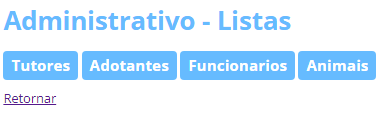 Administrativo - Listas
Tutores Adotantes Funcionarios Animais
Retornar